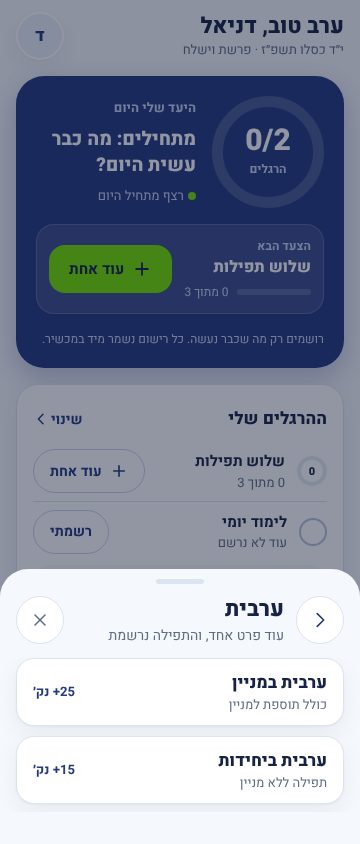 ערב טוב, דניאל
י״ד כסלו תשפ״ז · פרשת וישלח
ד
היעד שלי היום
מתחילים: מה כבר
עשית היום?
רצף מתחיל היום
0/2
הרגלים
הצעד הבא
שלוש תפילות
0 מתוך 3
עוד אחת
רושמים רק מה שכבר נעשה. כל רישום נשמר מיד במכשיר.
ההרגלים שלי
שינוי
0
שלוש תפילות
0 מתוך 3
עוד אחת
לימוד יומי
עוד לא נרשם
רשמתי
ערבית
עוד פרט אחד, והתפילה נרשמת
ערבית במניין
כולל תוספת למניין
+25 נק׳
ערבית ביחידות
תפילה ללא מניין
+15 נק׳